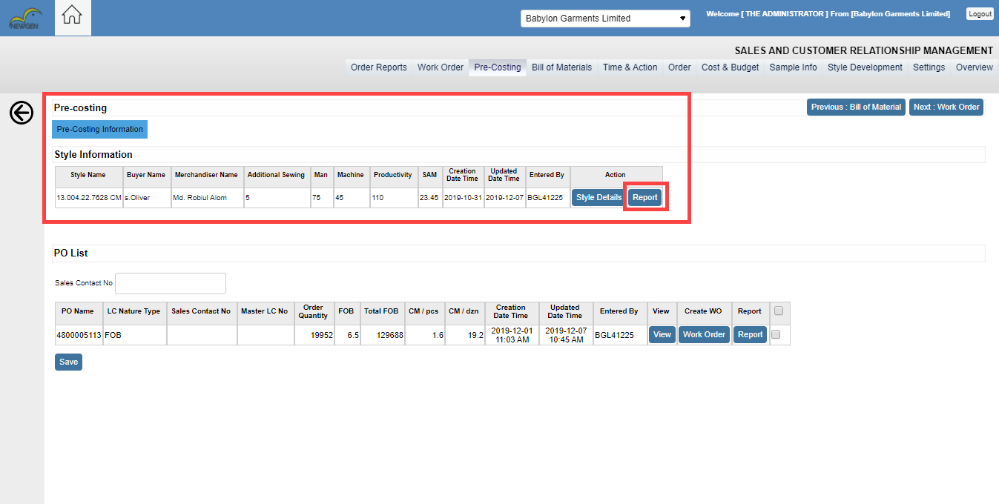 NEWGEN
Babylon Garments Limited
Welcome [ THE ADMINISTRATOR ] From [Babylon Garments Limited]
Logout
SALES AND CUSTOMER RELATIONSHIP MANAGEMENT
Order Reports Work Order Pre-Costing Bill of Materials Time & Action Order Cost & Budget Sample Info Style Development Settings Overview
Pre-costing
Previous : Bill of Material Next : Work Order
Pre-Costing Information
Style Information
Style Name Buyer Name Merchandiser Name Additional Sewing Man Machine Productivity SAM Creation Date Time Updated Date Time Entered By Action
13.004.22.7628 CM s.Oliver Md. Robiul Alom 5 75 45 110 23.45 2019-10-31 2019-12-07 BGL41225 Style Details Report
PO List
Sales Contact No
PO Name LC Nature Type Sales Contact No Master LC No Order Quantity FOB Total FOB CM / pcs CM / dzn Creation Date Time Updated Date Time Entered By View Create WO Report
4800005113 FOB 19952 6.5 129688 1.6 19.2 2019-12-01 11:03 AM 2019-12-07 10:45 AM BGL41225 View Work Order Report
Save